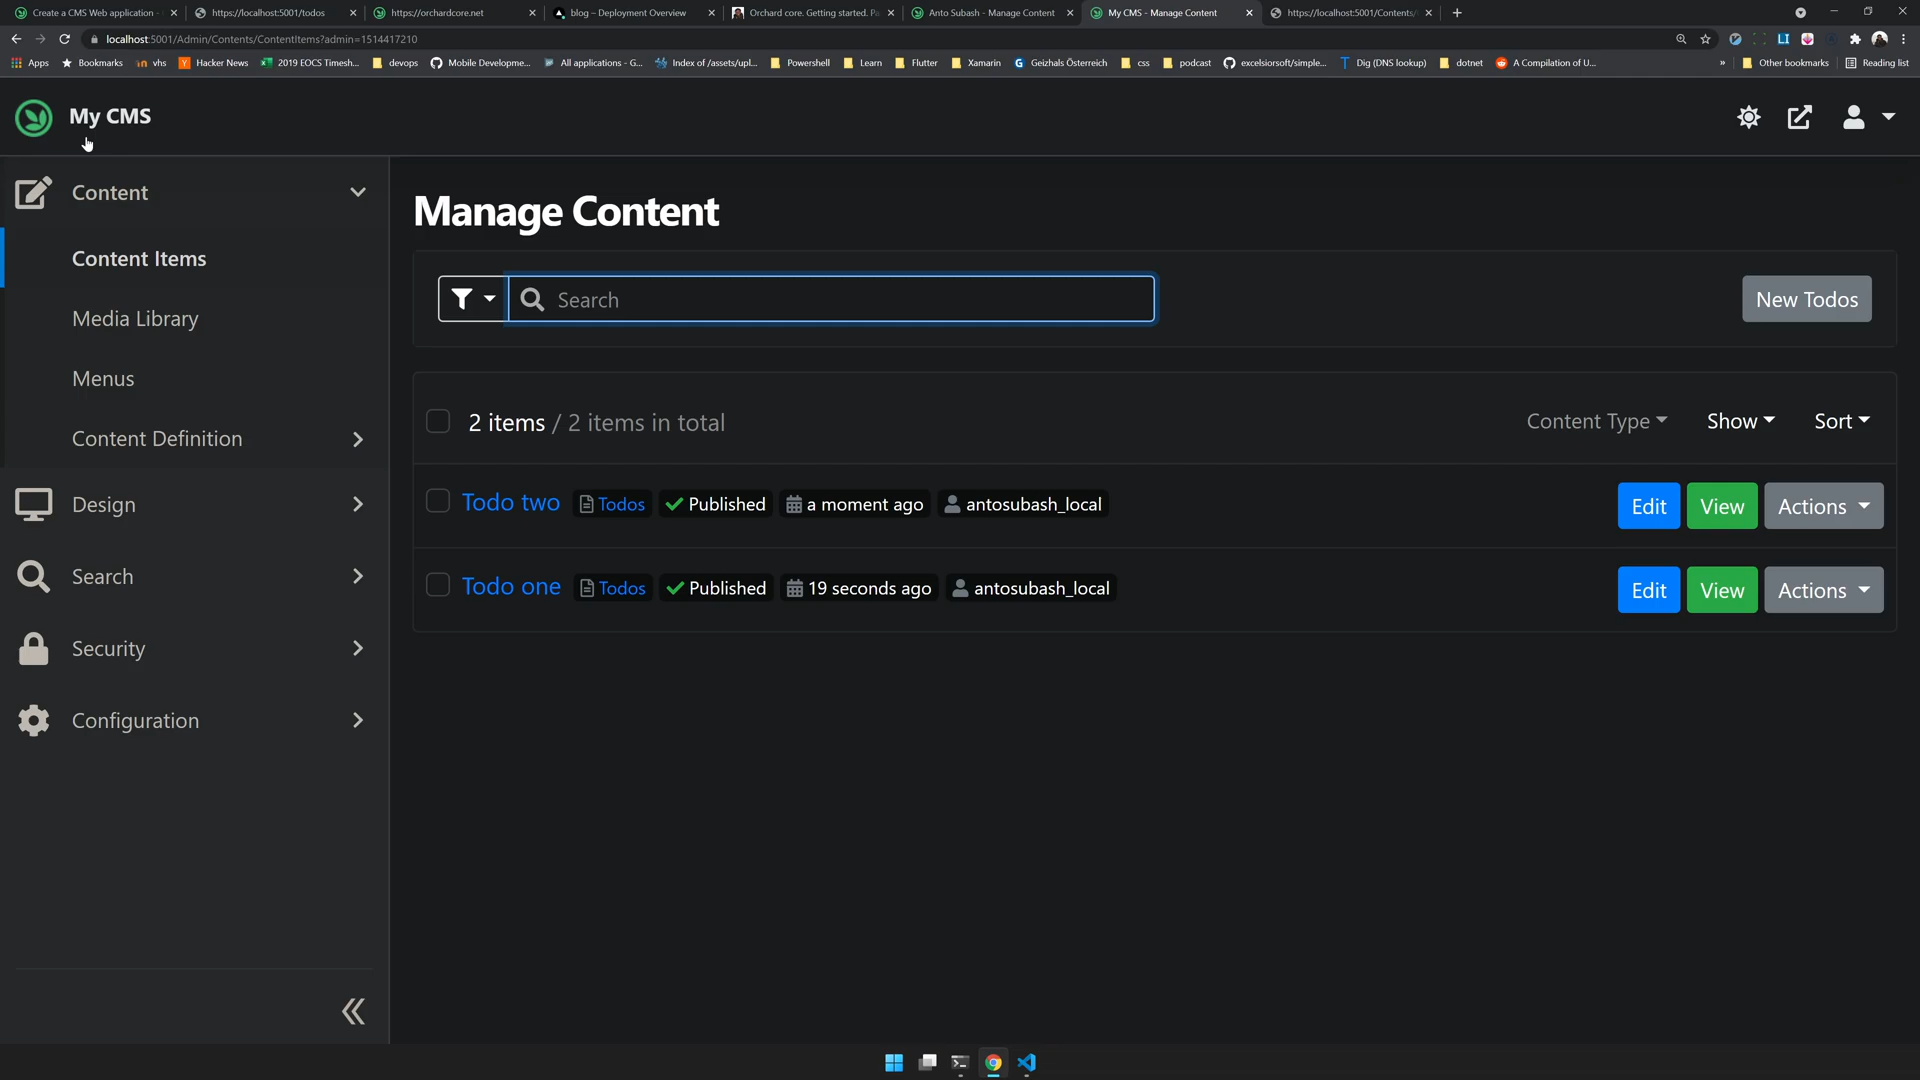 Create a CMS Web application -
https://localhost:5001/todos
https://orchardcore.net
blog – Deployment Overview
Orchard core. Getting started. Pa
Anto Subash - Manage Content
My CMS - Manage Content
https://localhost:5001/Contents/
localhost:5001/Admin/Contents/ContentItems?admin=1514417210
Apps
Bookmarks
vhs
Hacker News
2019 EOCS Timesh...
devops
Mobile Developme...
All applications - G...
Index of /assets/upl...
Powershell
Learn
Flutter
Xamarin
Geizhals Österreich
css
podcast
excelsiorsoft/simple...
Dig (DNS lookup)
dotnet
A Compilation of U...
»
Other bookmarks
Reading list
My CMS
Content
Content Items
Media Library
Menus
Content Definition
Design
Search
Security
Configuration
Manage Content
Search
New Todos
2 items / 2 items in total
Content Type
Show
Sort
Todo two Todos Published a moment ago antosubash_local
Edit View Actions
Todo one Todos Published 19 seconds ago antosubash_local
Edit View Actions